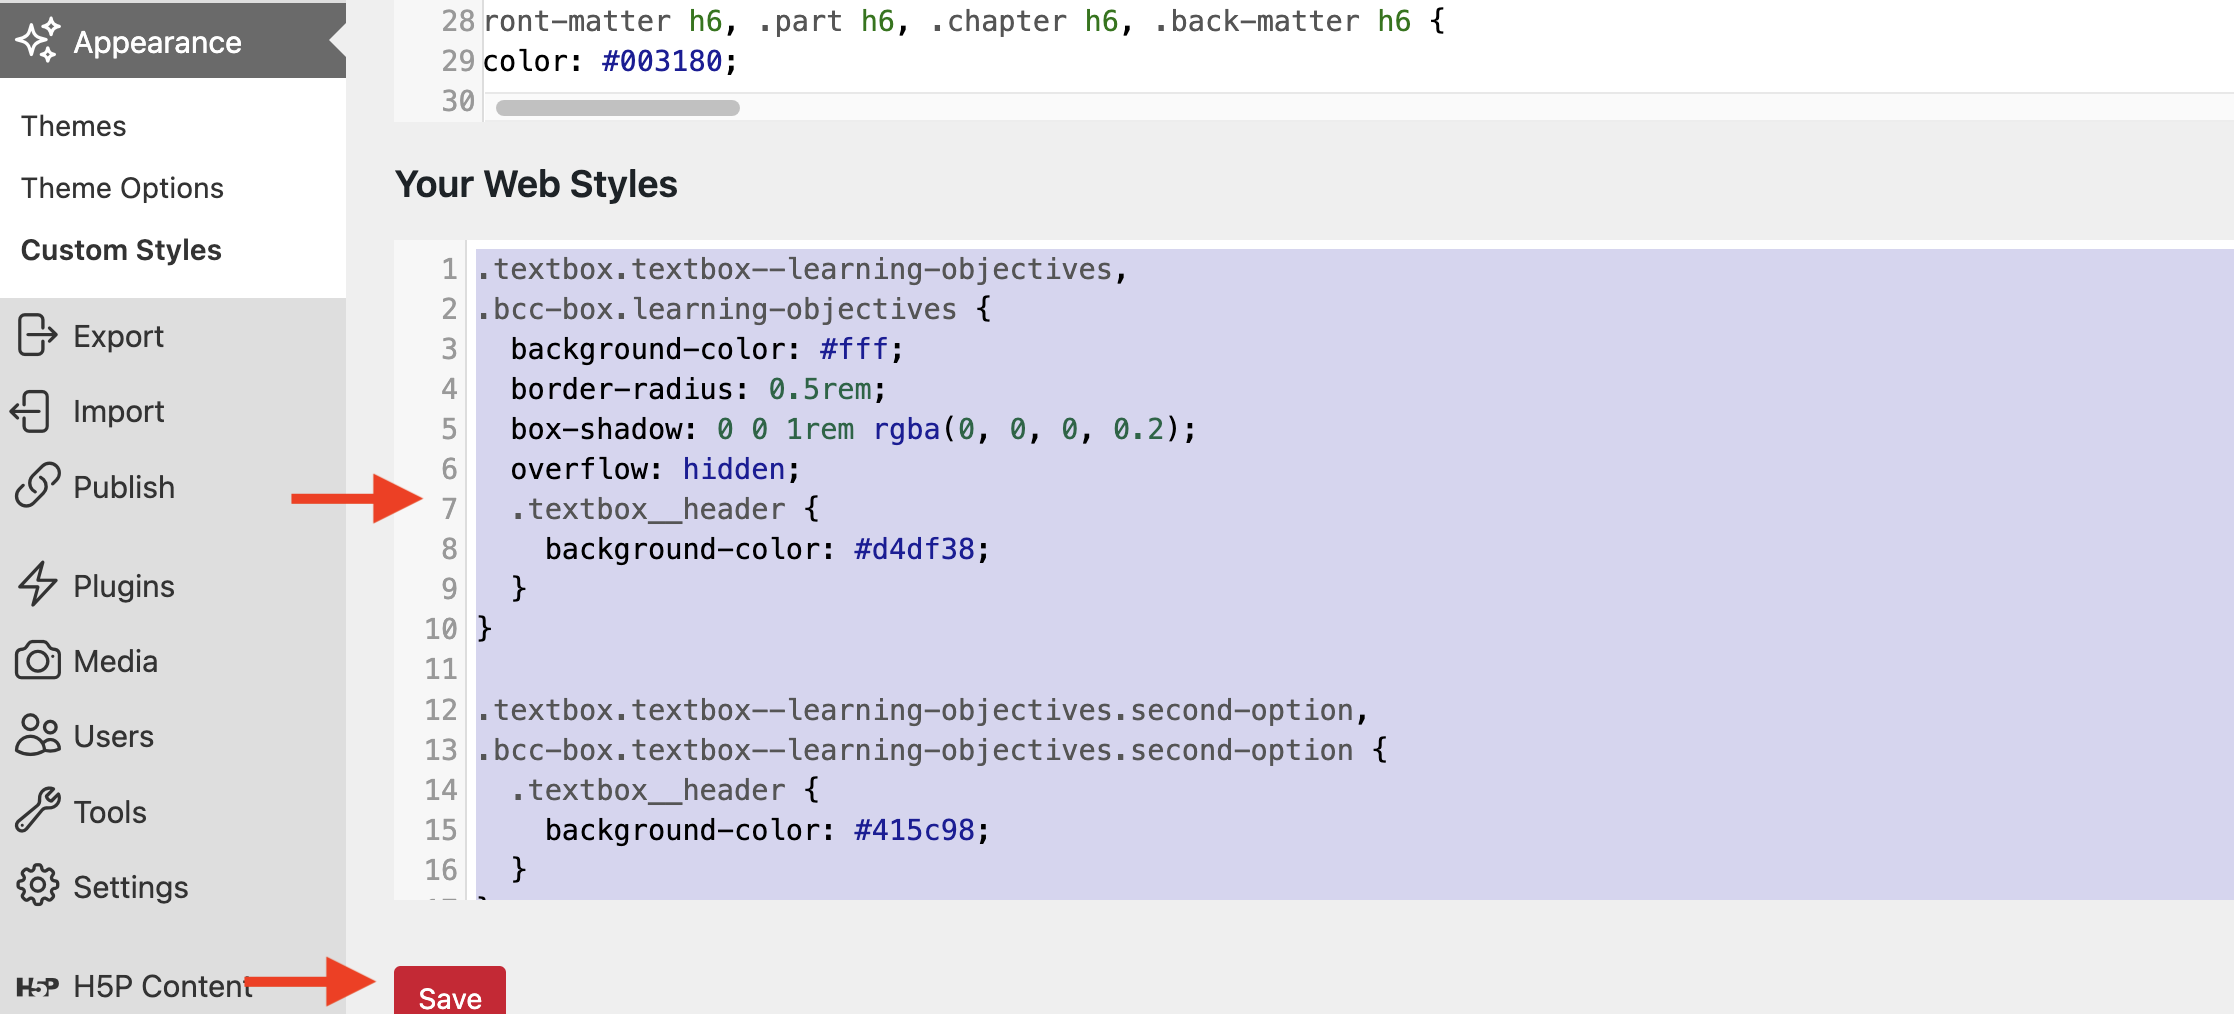 Appearance
Themes
Theme Options
Custom Styles
Export
Import
Publish
Plugins
Media
Users
Tools
Settings
H5P H5P Content
28 ront-matter h6, .part h6, .chapter h6, .back-matter h6 {
29 color: #003180;
30
Your Web Styles
1 .textbox.textbox--learning-objectives,
2 .bcc-box.learning-objectives {
3 background-color: #fff;
4 border-radius: 0.5rem;
5 box-shadow: 0 0 1rem rgba(0, 0, 0, 0.2);
6 overflow: hidden;
7 .textbox__header {
8 background-color: #d4df38;
9 }
10 }
11
12 .textbox.textbox--learning-objectives.second-option,
13 .bcc-box.textbox--learning-objectives.second-option {
14 .textbox__header {
15 background-color: #415c98;
16 }
Save